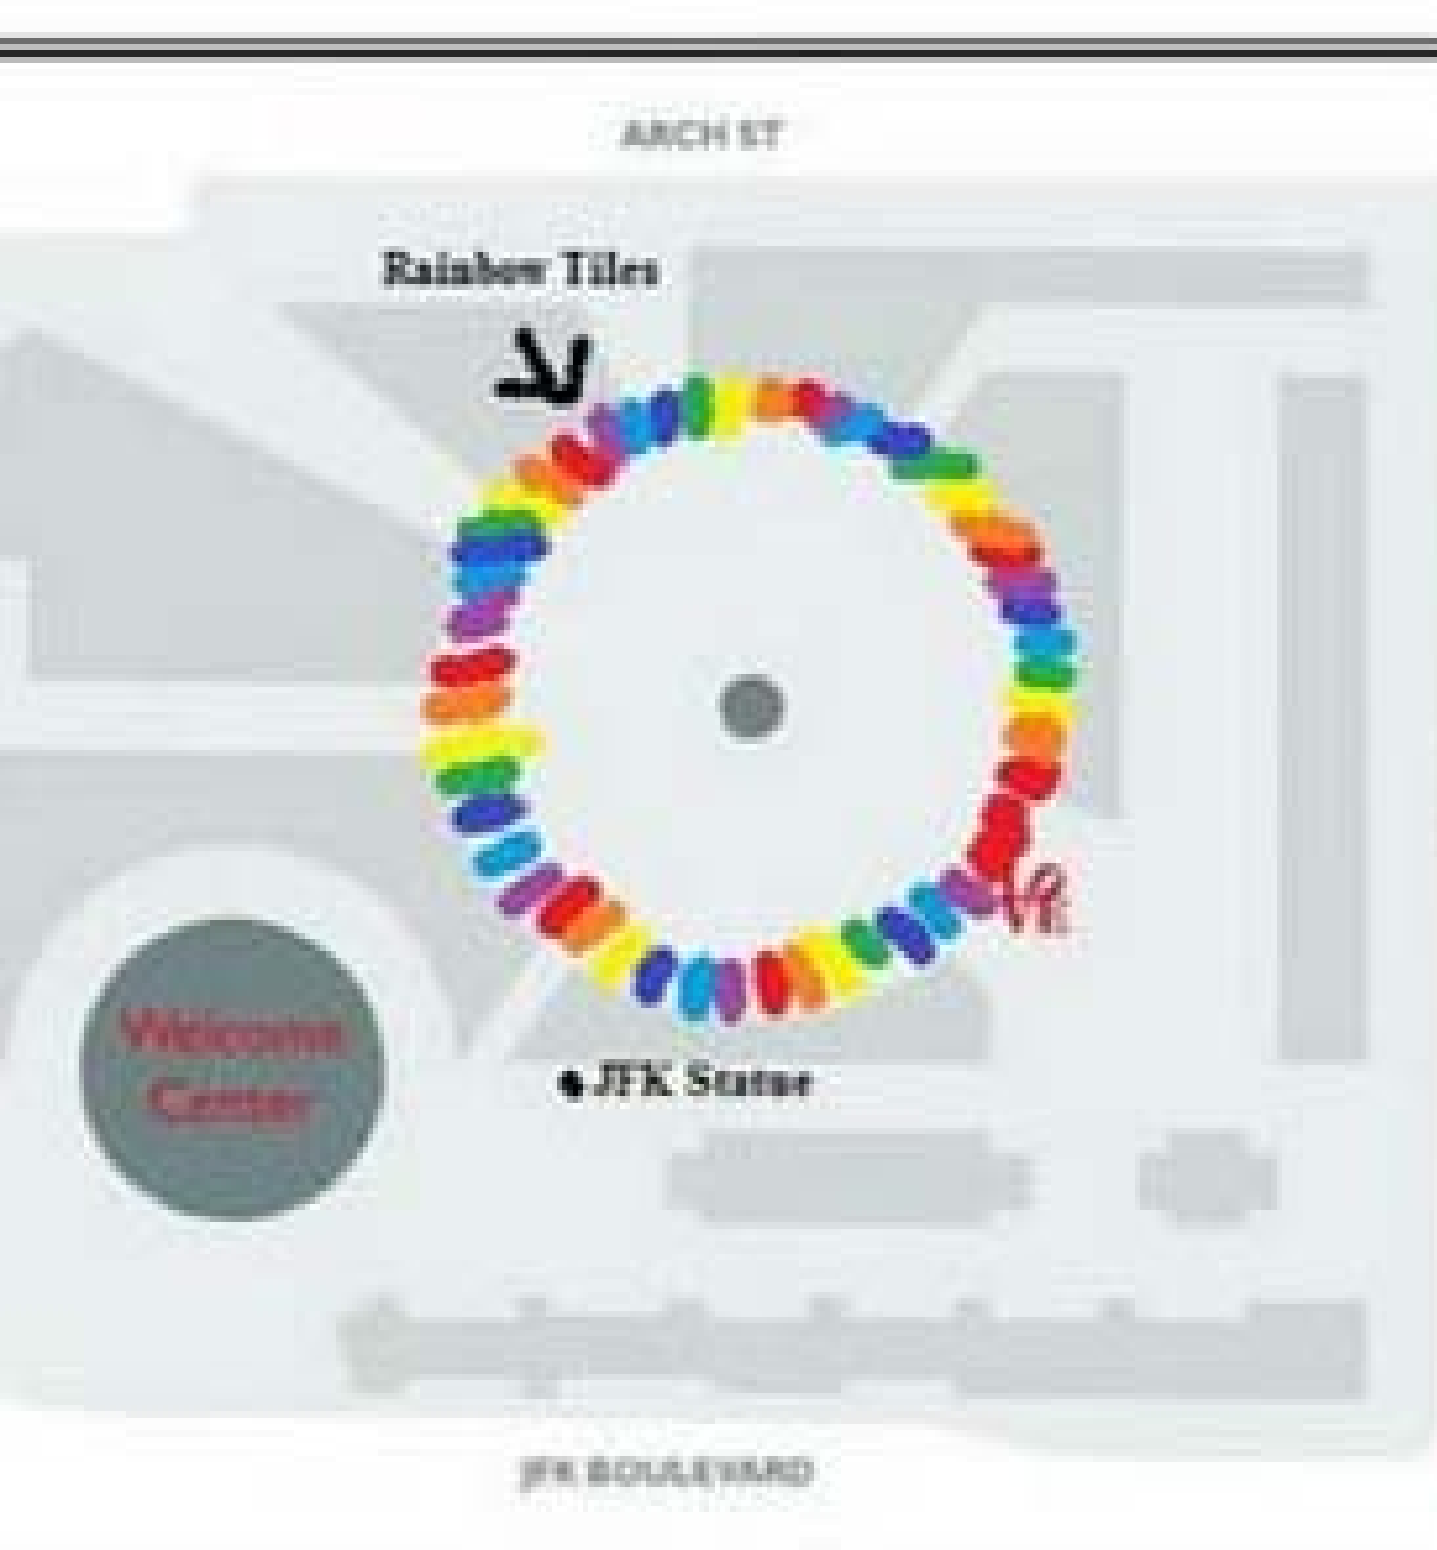 ARCH ST
Rainbow Tiles
Welcome
Center
JFK Statue
JFK BOULEVARD